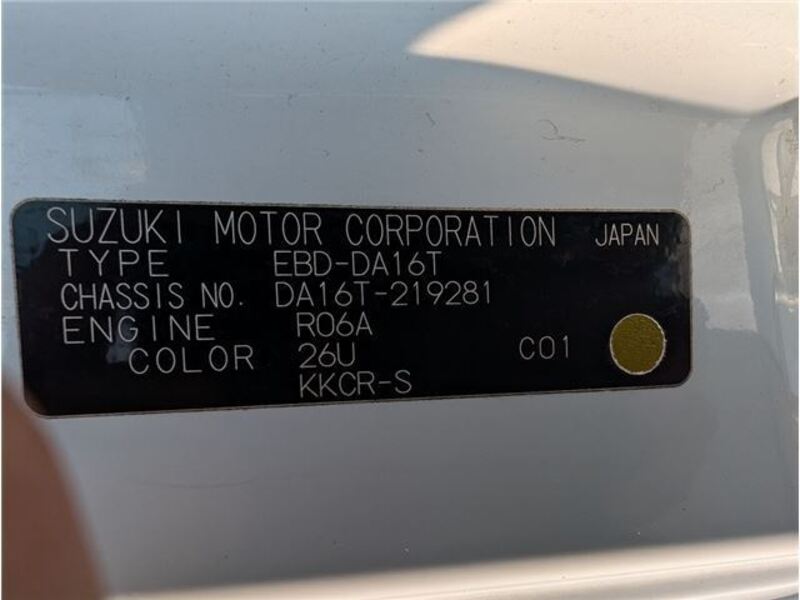 SUZUKI MOTOR CORPORATION JAPAN
TYPE EBD-DA16T
CHASSIS NO. DA16T-219281
ENGINE R06A
COLOR 26U C01
KKCR-S